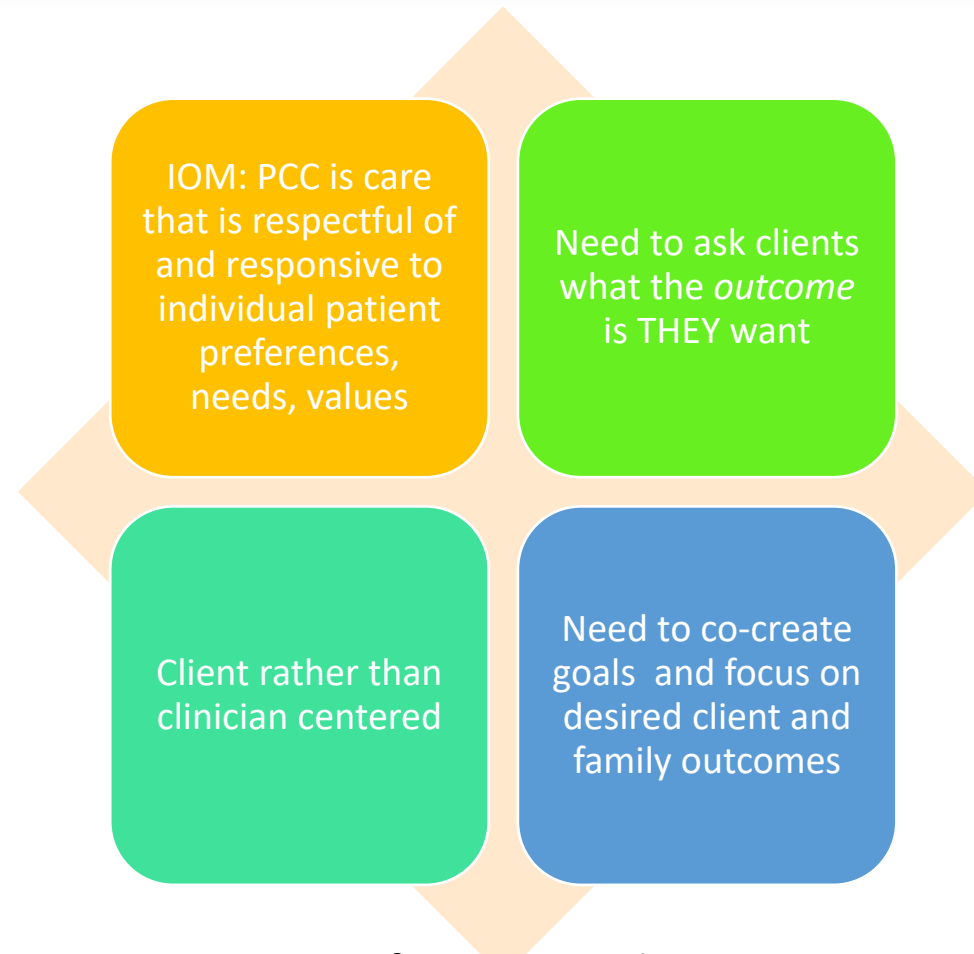 IOM: PCC is care
that is respectful of
and responsive to
individual patient
preferences,
needs, values
Need to ask clients
what the outcome
is THEY want
Client rather than
clinician centered
Need to co-create
goals  and focus on
desired client and
family outcomes